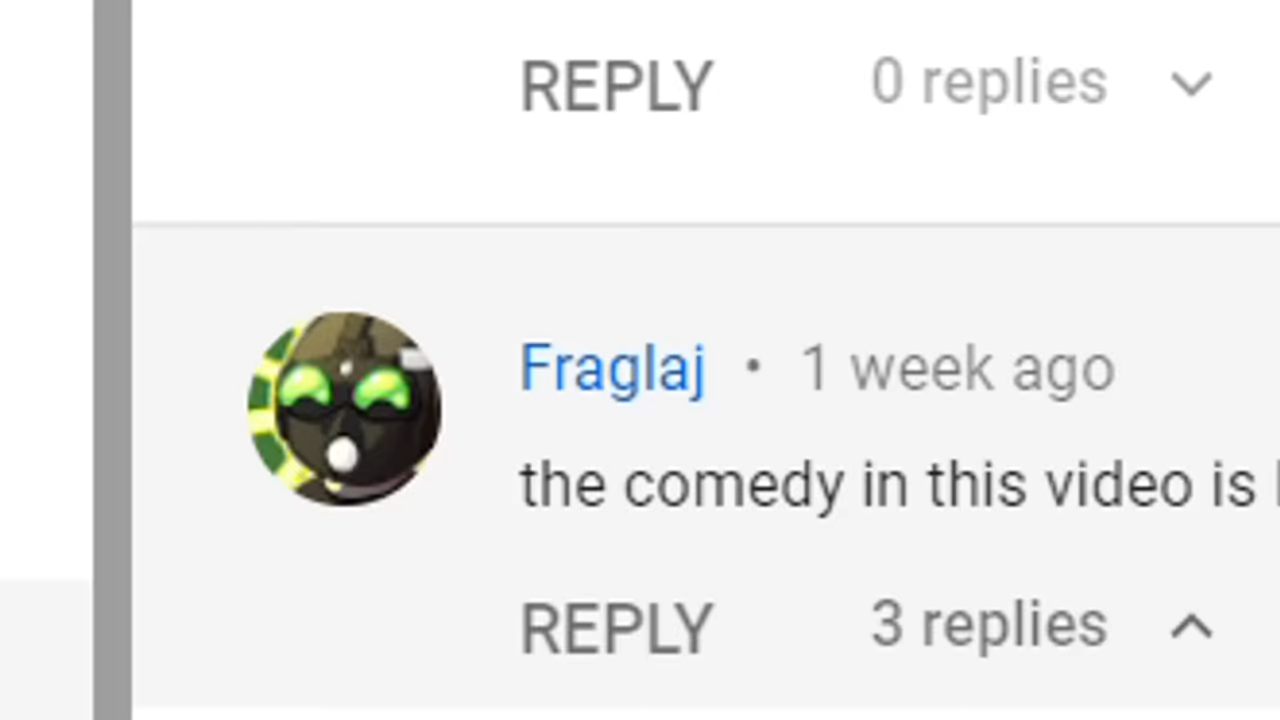 REPLY 0 replies
Fraglaj • 1 week ago
the comedy in this video is
REPLY 3 replies